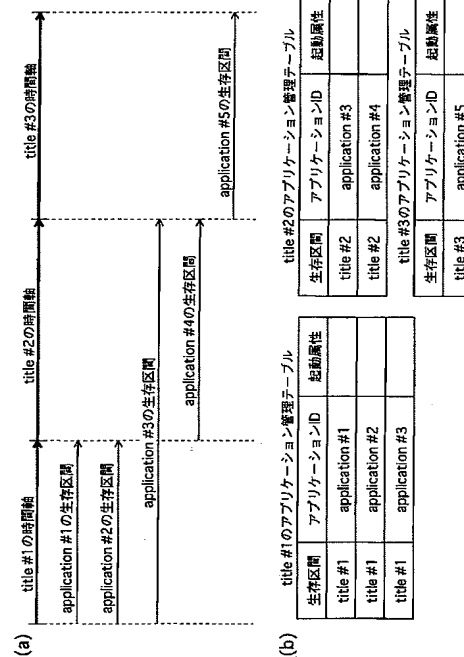 (a)
title #1の時間軸
title #2の時間軸
title #3の時間軸
application #1の生存区間
application #2の生存区間
application #3の生存区間
application #4の生存区間
application #5の生存区間
(b)
title #1のアプリケーション管理テーブル
生存区間 アプリケーションID 起動属性
title #1 application #1
title #1 application #2
title #1 application #3
title #2のアプリケーション管理テーブル
生存区間 アプリケーションID 起動属性
title #2 application #3
title #2 application #4
title #3のアプリケーション管理テーブル
生存区間 アプリケーションID 起動属性
title #3 application #5